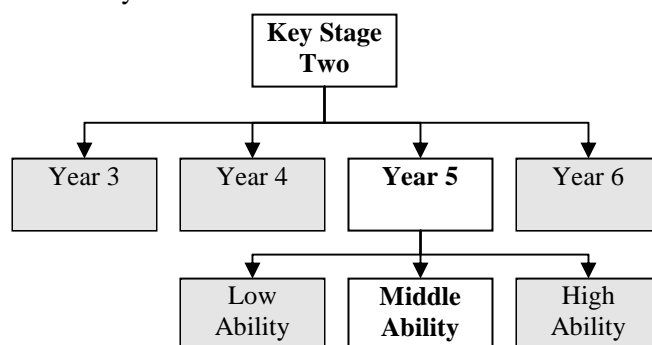 Key Stage
Two
Year 3
Year 4
Year 5
Year 6
Low
Ability
Middle
Ability
High
Ability